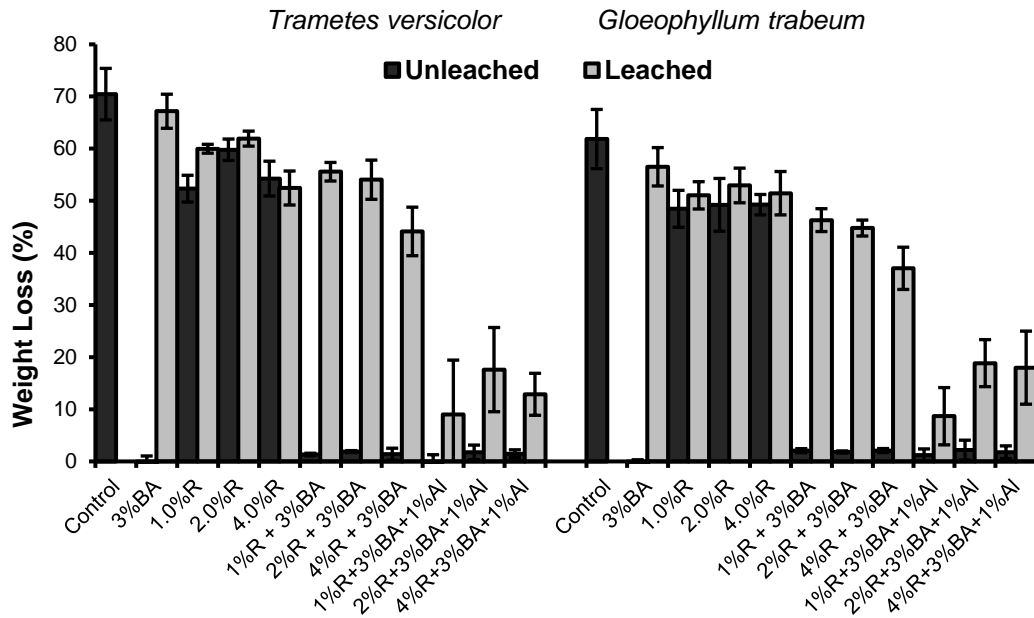 Trametes versicolor Gloeophyllum trabeum
Unleached Leached
Weight Loss (%)
80
70
60
50
40
30
20
10
0
Control
3%BA
1.0%R
2.0%R
4.0%R
1%R + 3%BA
2%R + 3%BA
4%R + 3%BA
1%R+3%BA+1%Al
2%R+3%BA+1%Al
4%R+3%BA+1%Al
Control
3%BA
1.0%R
2.0%R
4.0%R
1%R + 3%BA
2%R + 3%BA
4%R + 3%BA
1%R+3%BA+1%Al
2%R+3%BA+1%Al
4%R+3%BA+1%Al